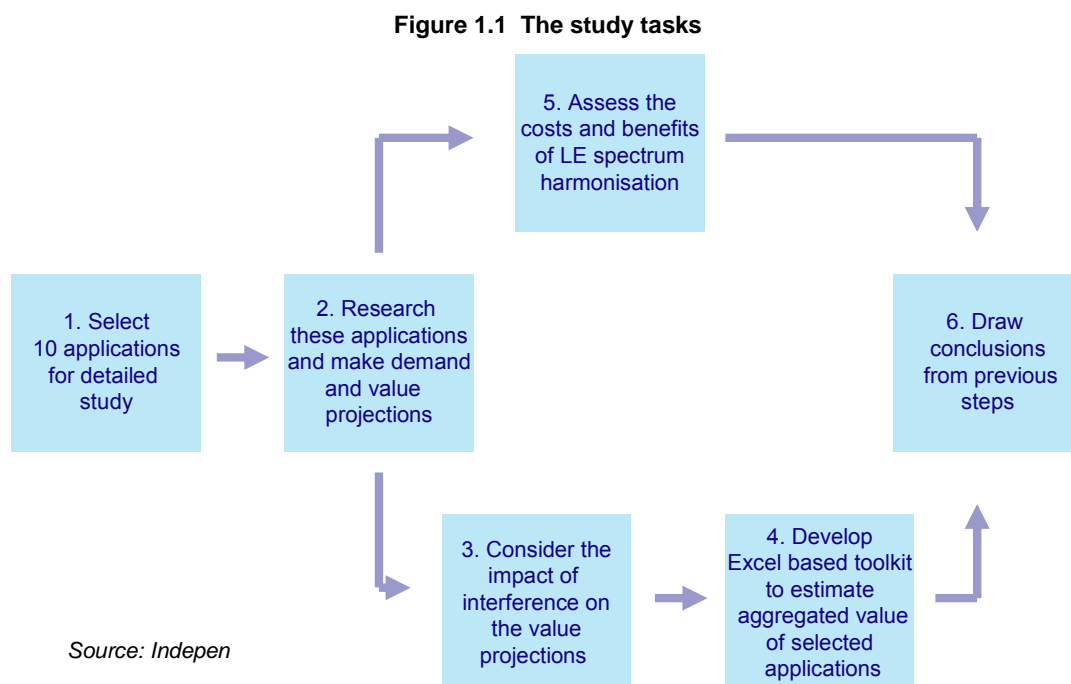 Figure 1.1  The study tasks
5. Assess the
costs and benefits
of LE spectrum
harmonisation
1. Select
10 applications
for detailed
study
2. Research
these applications
and make demand
and value
projections
6. Draw
conclusions
from previous
steps
3. Consider the
impact of
interference on
the value
projections
4. Develop
Excel based toolkit
to estimate
aggregated value
of selected
applications
Source: Indepen